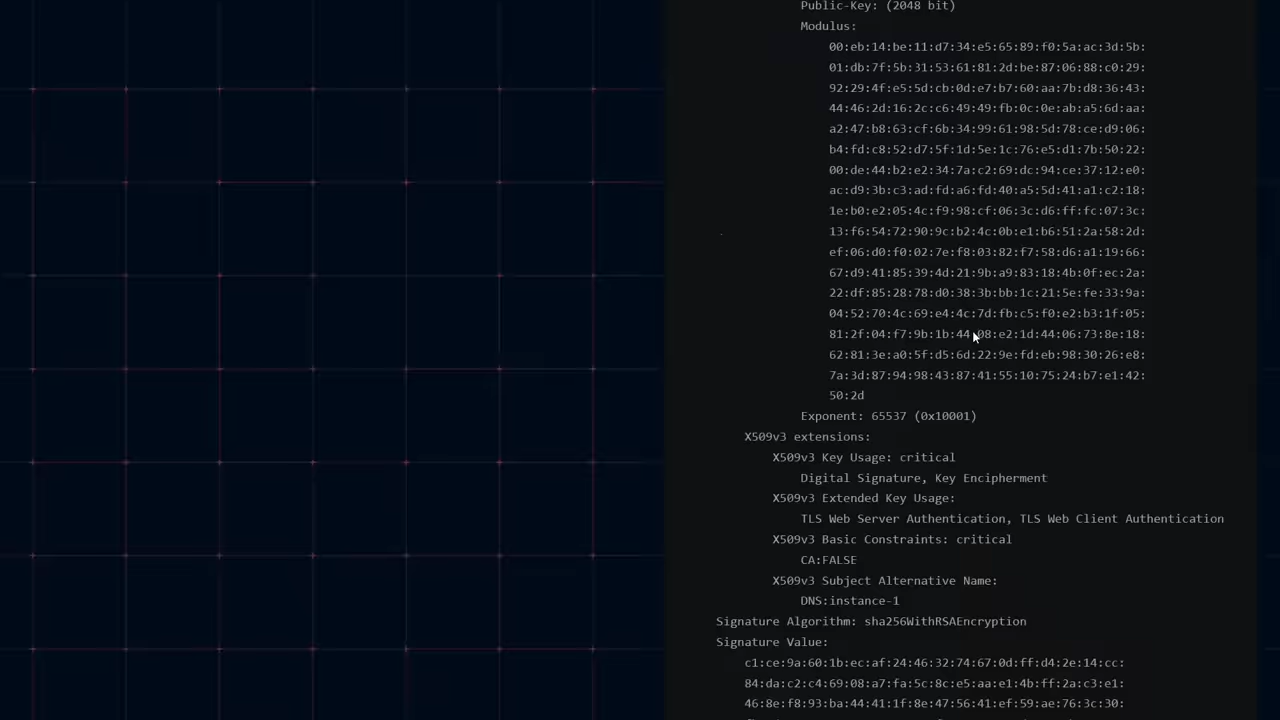 Public-Key: (2048 bit)
Modulus:
00:eb:14:be:11:d7:34:e5:65:89:f0:5a:ac:3d:5b:
01:db:7f:5b:31:53:61:81:2d:be:87:06:88:c0:29:
92:29:4f:e5:5d:cb:0d:e7:b7:60:aa:7b:d8:36:43:
44:46:2d:16:2c:c6:49:49:fb:0c:0e:ab:a5:6d:aa:
a2:47:b8:63:cf:6b:34:99:61:98:5d:78:ce:d9:06:
b4:fd:c8:52:d7:5f:1d:5e:1c:76:e5:d1:7b:50:22:
00:de:44:b2:e2:34:7a:c2:69:dc:94:ce:37:12:e0:
ac:d9:3b:c3:ad:fd:a6:fd:40:a5:5d:41:a1:c2:18:
1e:b0:e2:05:4c:f9:98:cf:06:3c:d6:ff:fc:07:3c:
13:f6:54:72:90:9c:b2:4c:0b:e1:b6:51:2a:58:2d:
ef:06:d0:f0:02:7e:f8:03:82:f7:58:d6:a1:19:66:
67:d9:41:85:39:4d:21:9b:a9:83:18:4b:0f:ec:2a:
22:df:85:28:78:d0:38:3b:bb:1c:21:5e:fe:33:9a:
04:52:70:4c:69:e4:4c:7d:fb:c5:f0:e2:b3:1f:05:
81:2f:04:f7:9b:1b:44:08:e2:1d:44:06:73:8e:18:
62:81:3e:a0:5f:d5:6d:22:9e:fd:eb:98:30:26:e8:
7a:3d:87:94:98:43:87:41:55:10:75:24:b7:e1:42:
50:2d
Exponent: 65537 (0x10001)
X509v3 extensions:
X509v3 Key Usage: critical
Digital Signature, Key Encipherment
X509v3 Extended Key Usage:
TLS Web Server Authentication, TLS Web Client Authentication
X509v3 Basic Constraints: critical
CA:FALSE
X509v3 Subject Alternative Name:
DNS:instance-1
Signature Algorithm: sha256WithRSAEncryption
Signature Value:
c1:ce:9a:60:1b:ec:af:24:46:32:74:67:0d:ff:d4:2e:14:cc:
84:da:c2:c4:69:08:a7:fa:5c:8c:e5:aa:e1:4b:ff:2a:c3:e1:
46:8e:f8:93:ba:44:41:1f:8e:47:56:41:ef:59:ae:76:3c:30: